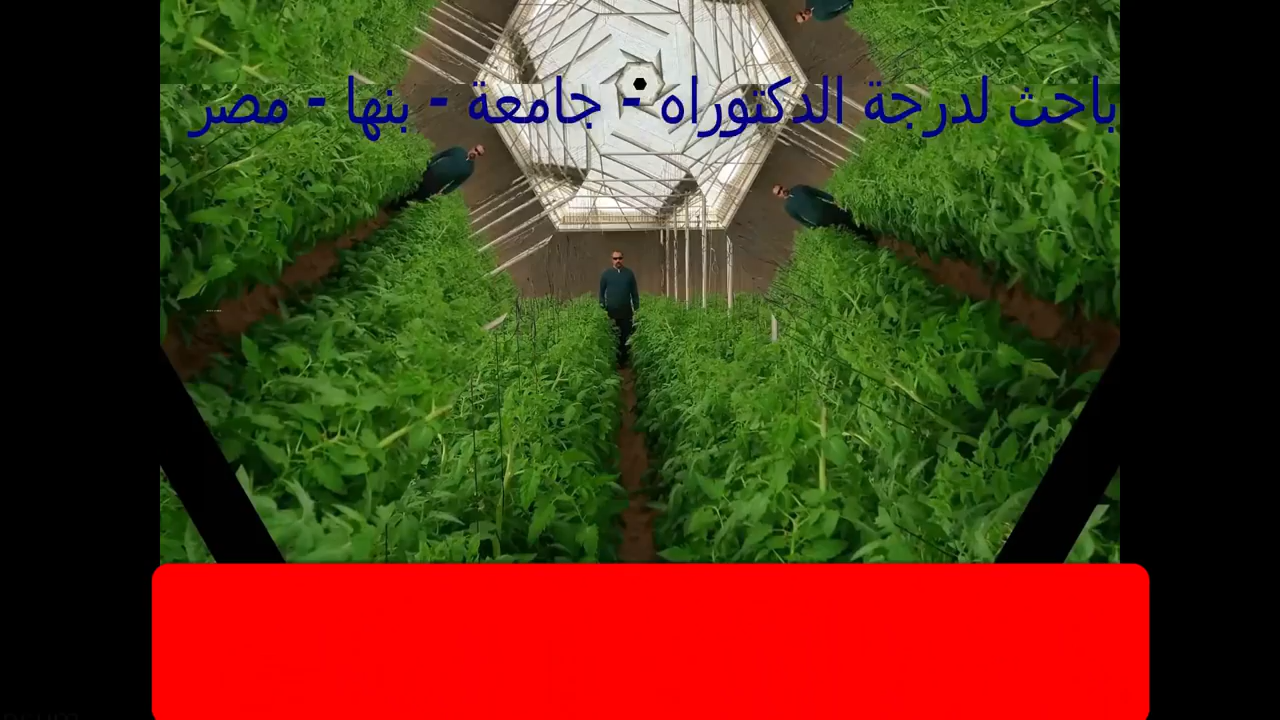 باحث لدرجة الدكتوراه - جامعة - بنها - مصر